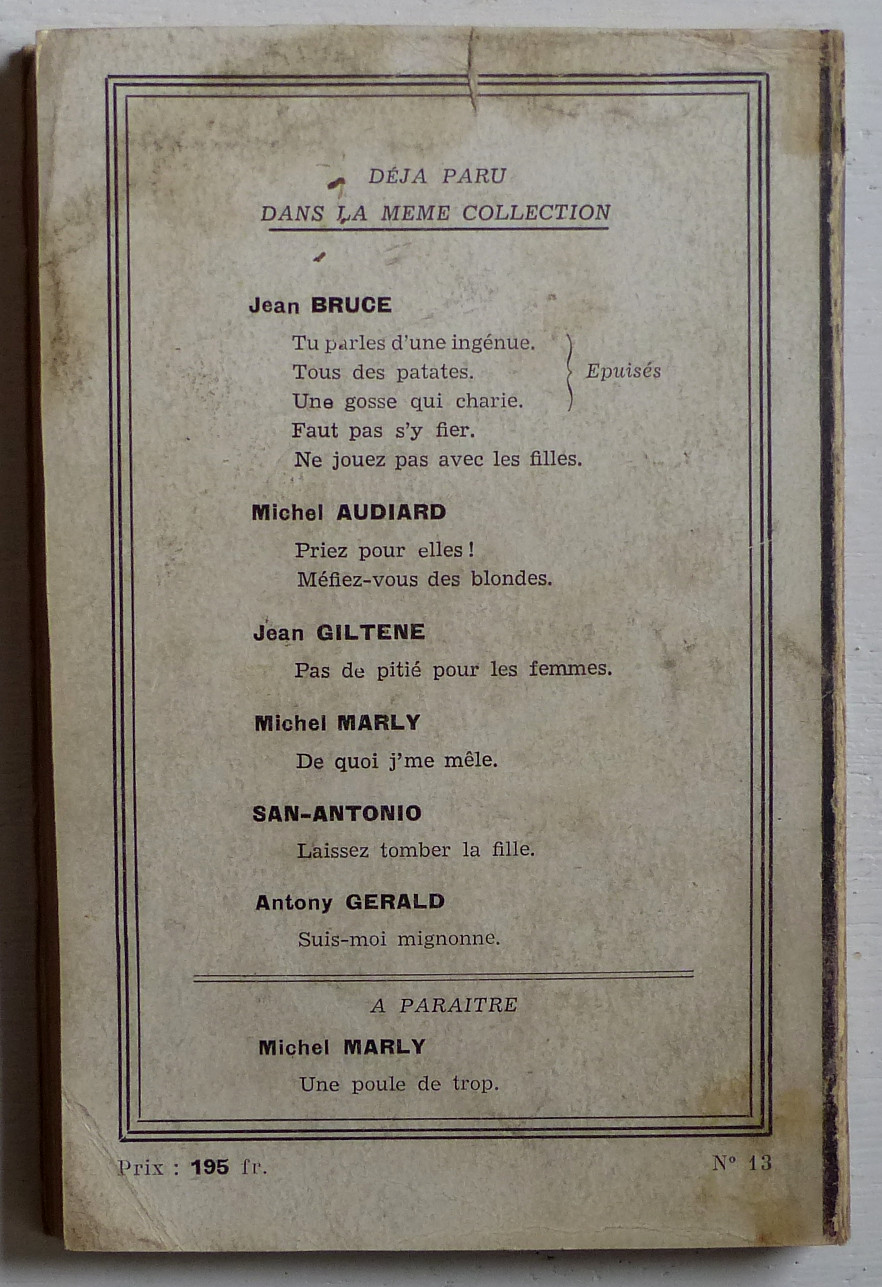 DÉJA PARU
DANS LA MEME COLLECTION
Jean BRUCE
Tu parles d'une ingénue.
Tous des patates.
Epuisés
Une gosse qui charie.
Faut pas s'y fier.
Ne jouez pas avec les filles.
Michel AUDIARD
Priez pour elles !
Méfiez-vous des blondes.
Jean GILTENE
Pas de pitié pour les femmes.
Michel MARLY
De quoi j'me mêle.
SAN-ANTONIO
Laissez tomber la fille.
Antony GERALD
Suis-moi mignonne.
A PARAITRE
Michel MARLY
Une poule de trop.
Prix : 195 fr.
N° 13